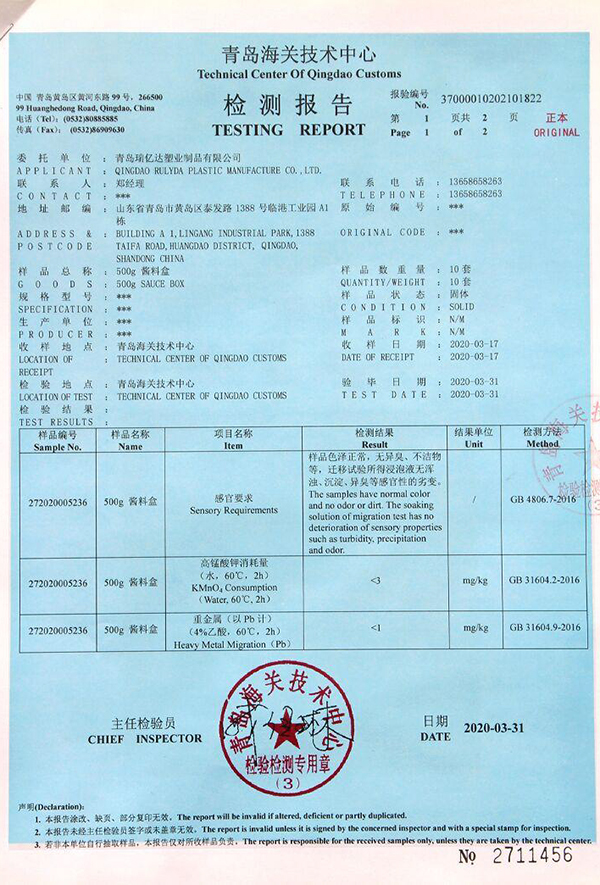 青岛海关技术中心
Technical Center Of Qingdao Customs
中国 青岛黄岛区黄河东路 99 号，266500
99 Huanghedong Road, Qingdao, China
电话（Tel）: (0532)80885885
传真（Fax）: (0532)86909630
检 测 报 告
TESTING REPORT
报验编号
No. 37000010202101822
第 1 页共 2 页
Page 1 of 2
正本
ORIGINAL
委托单位：青岛瑞亿达塑业制品有限公司
APPLICANT : QINGDAO RULYDA PLASTIC MANUFACTURE CO., LTD.
联系人：郑经理 联系电话：13658658263
CONTACT : *** TELEPHONE : 13658658263
地址邮编：山东省青岛市黄岛区泰发路 1388 号临港工业园 A1 原始编号：***
栋
ADDRESS & : BUILDING A 1, LINGANG INDUSTRIAL PARK, 1388 ORIGINAL CODE : ***
POSTCODE TAIFA ROAD, HUANGDAO DISTRICT, QINGDAO,
SHANDONG CHINA
样品总称：500g 酱料盒 样品数重量：10 套
GOODS : 500g SAUCE BOX QUANTITY/WEIGHT : 10 套
规格型号：*** 样品状态：固体
SPECIFICATION : *** CONDITION : SOLID
生产单位：*** 样品标识：N/M
PRODUCER : *** MARK : N/M
收样地点：青岛海关技术中心 收样日期：2020-03-17
LOCATION OF : TECHNICAL CENTER OF QINGDAO CUSTOMS DATE OF RECEIPT : 2020-03-17
RECEIPT
检验地点：青岛海关技术中心 验毕日期：2020-03-31
LOCATION OF TEST : TECHNICAL CENTER OF QINGDAO CUSTOMS TEST DATE : 2020-03-31
检验结果：
TEST RESULTS :
样品编号 样品名称 项目名称 检测结果 结果单位 检测方法
Sample No. Name Item Result Unit Method
272020005236 500g 酱料盒 感官要求
Sensory Requirements
样品色泽正常，无异臭、不洁物
等，迁移试验所得浸泡液无浑
浊、沉淀、异臭等感官性的劣变。
The samples have normal color
and no odor or dirt. The soaking
solution of migration test has no
deterioration of sensory properties
such as turbidity, precipitation
and odor.
/ GB 4806.7-2016
高锰酸钾消耗量
（水，60℃，2h）
272020005236 500g 酱料盒 KMnO₄ Consumption <3 mg/kg GB 31604.2-2016
(Water, 60℃, 2h)
重金属（以 Pb 计）
272020005236 500g 酱料盒 （4%乙酸，60℃，2h） <1 mg/kg GB 31604.9-2016
Heavy Metal Migration（Pb）
青岛海关技术中心
检验检测
（3）
主任检验员
CHIEF INSPECTOR
青岛海关技术中心
检验检测专用章
（3）
日期
DATE 2020-03-31
声明(Declaration):
1. 本报告涂改、缺页、部分复印无效。The report will be invalid if altered, deficient or partly duplicated.
2. 本报告未经主任检验员签字或未盖章无效。The report is invalid unless it is signed by the concerned inspector and with a special stamp for inspection.
3. 若非本单位自行抽取样品，本报告仅对所收样品负责。The report is responsible for the received samples only, unless they are taken by the technical center.
№ 2711456